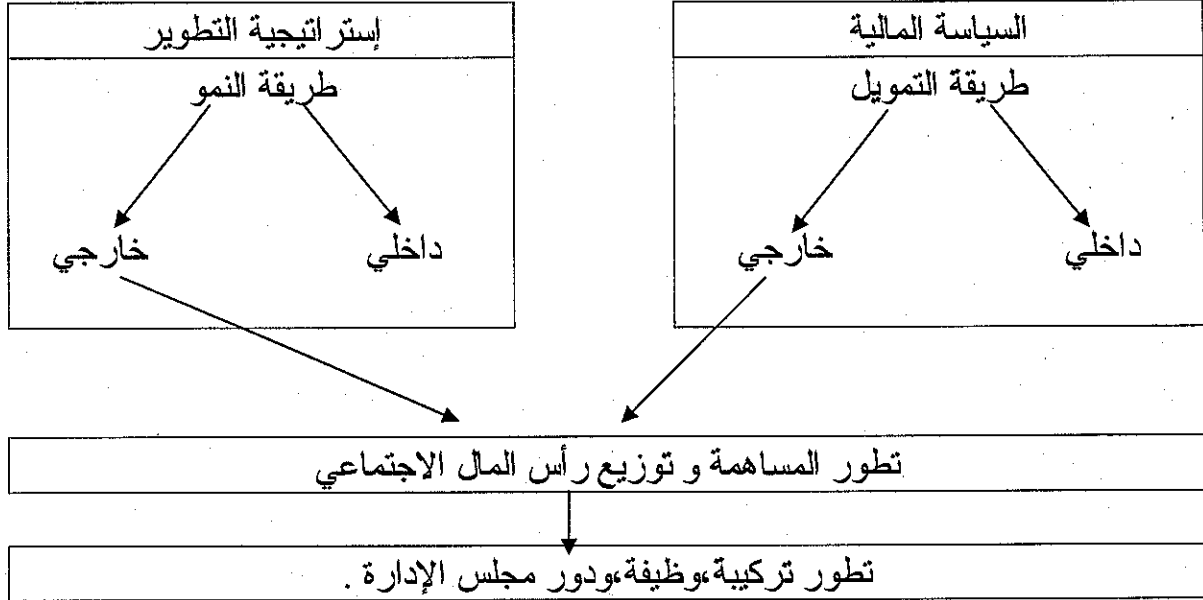 السياسة المالية
طريقة التمويل
داخلي
خارجي
إستراتيجية التطوير
طريقة النمو
داخلي
خارجي
تطور المساهمة و توزيع رأس المال الاجتماعي
تطور تركيبة،وظيفة،ودور مجلس الإدارة .